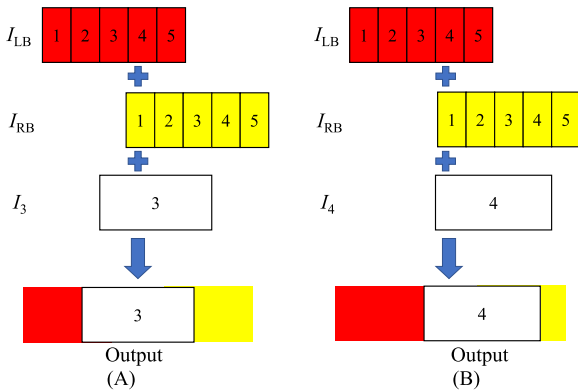 I_LB 1 2 3 4 5
I_RB 1 2 3 4 5
I_3 3
3
Output
(A)
I_LB 1 2 3 4 5
I_RB 1 2 3 4 5
I_4 4
4
Output
(B)